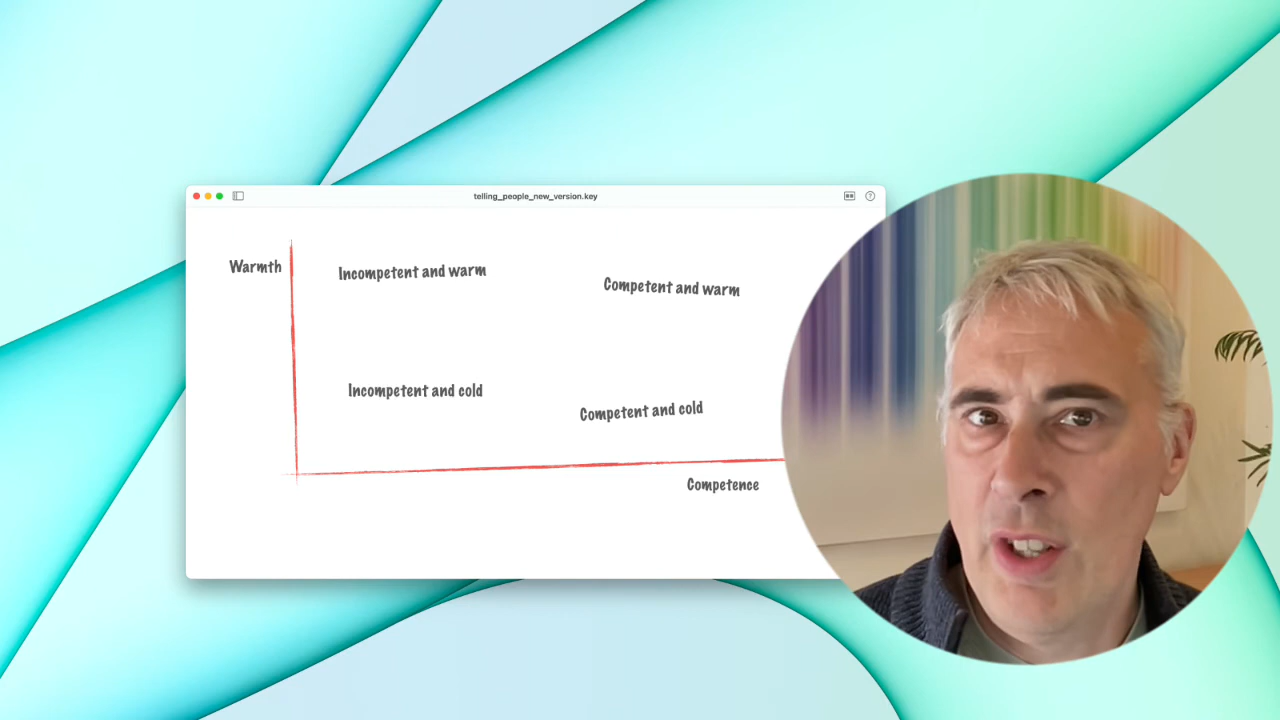 telling_people_new_version.key
Warmth
Incompetent and warm
Competent and warm
Incompetent and cold
Competent and cold
Competence